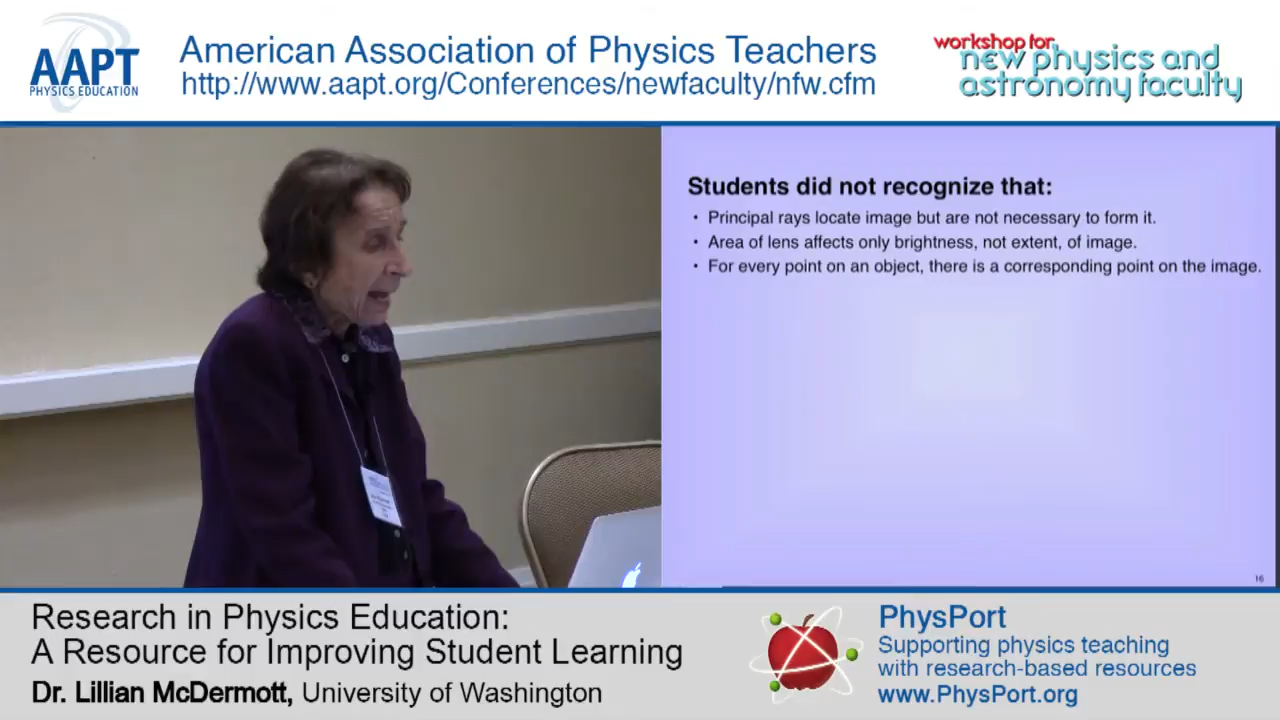 AAPT
PHYSICS EDUCATION
American Association of Physics Teachers
http://www.aapt.org/Conferences/newfaculty/nfw.cfm
workshop for
new physics and
astronomy faculty
Students did not recognize that:
• Principal rays locate image but are not necessary to form it.
• Area of lens affects only brightness, not extent, of image.
• For every point on an object, there is a corresponding point on the image.
16
Research in Physics Education:
A Resource for Improving Student Learning
Dr. Lillian McDermott, University of Washington
PhysPort
Supporting physics teaching
with research-based resources
www.PhysPort.org